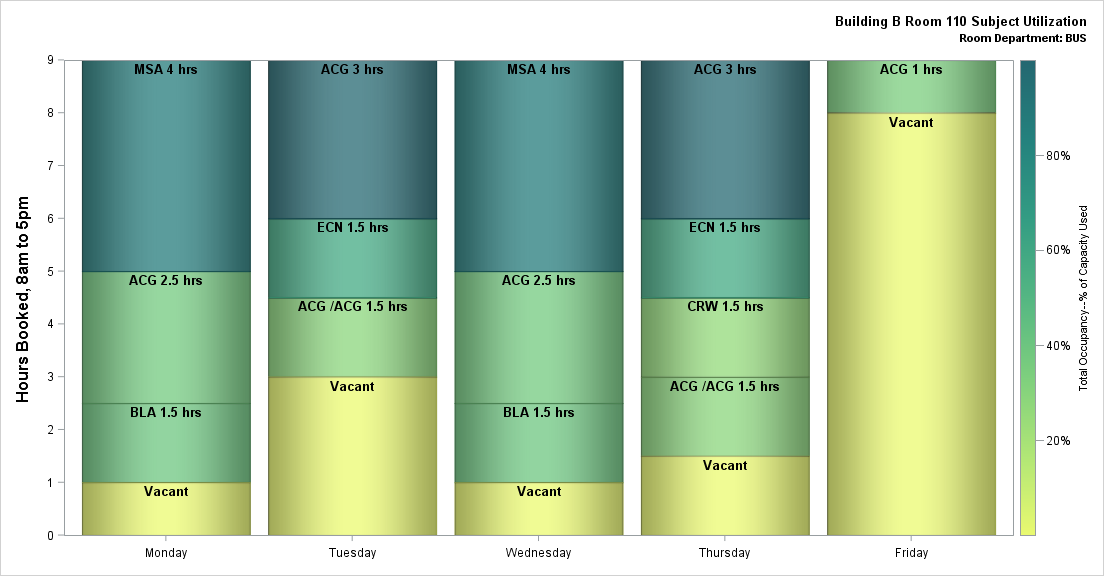 Building B Room 110 Subject Utilization
Room Department: BUS
Hours Booked, 8am to 5pm
9
8
7
6
5
4
3
2
1
0
MSA 4 hrs
ACG 2.5 hrs
BLA 1.5 hrs
Vacant
ACG 3 hrs
ECN 1.5 hrs
ACG /ACG 1.5 hrs
Vacant
MSA 4 hrs
ACG 2.5 hrs
BLA 1.5 hrs
Vacant
ACG 3 hrs
ECN 1.5 hrs
CRW 1.5 hrs
ACG /ACG 1.5 hrs
Vacant
ACG 1 hrs
Vacant
Monday
Tuesday
Wednesday
Thursday
Friday
80%
60%
40%
20%
Total Occupancy--% of Capacity Used